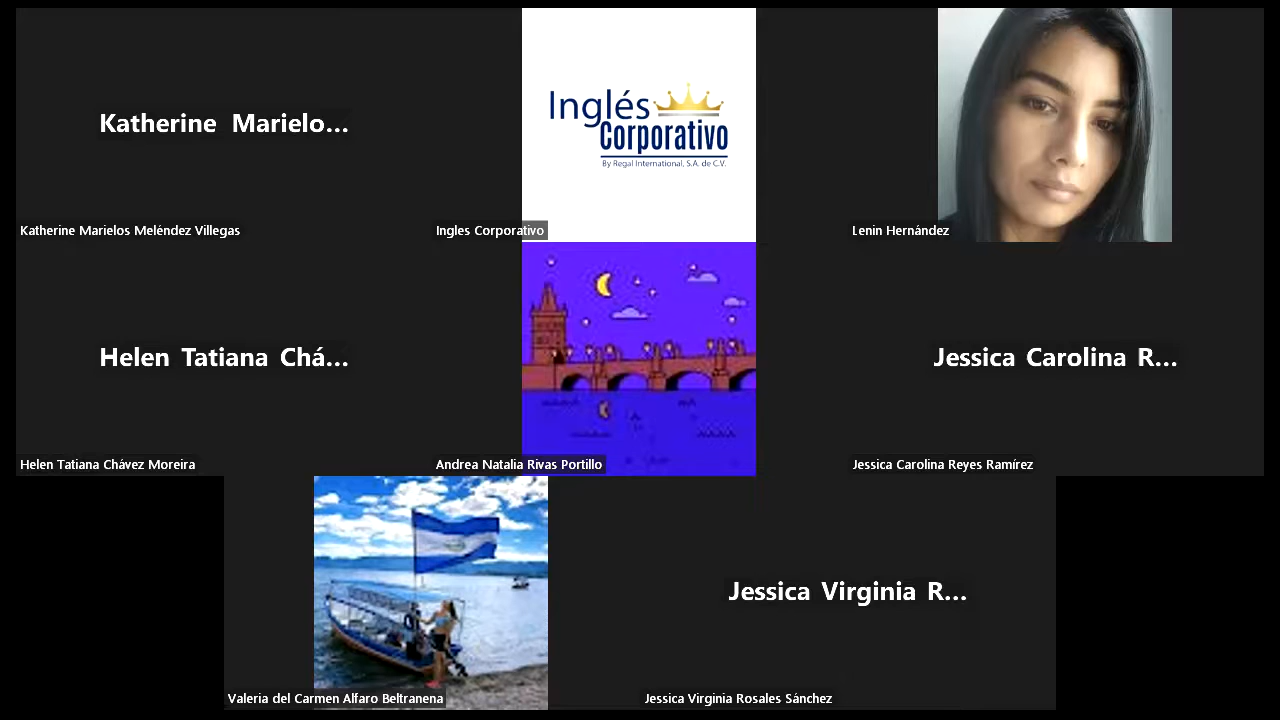 Katherine Marielo...
Inglés
Corporativo
By Regal International, S.A. de C.V.
Katherine Marielos Meléndez Villegas
Ingles Corporativo
Lenin Hernández
Helen Tatiana Chá...
Jessica Carolina R...
Helen Tatiana Chávez Moreira
Andrea Natalia Rivas Portillo
Jessica Carolina Reyes Ramírez
Jessica Virginia R...
Valeria del Carmen Alfaro Beltranena
Jessica Virginia Rosales Sánchez